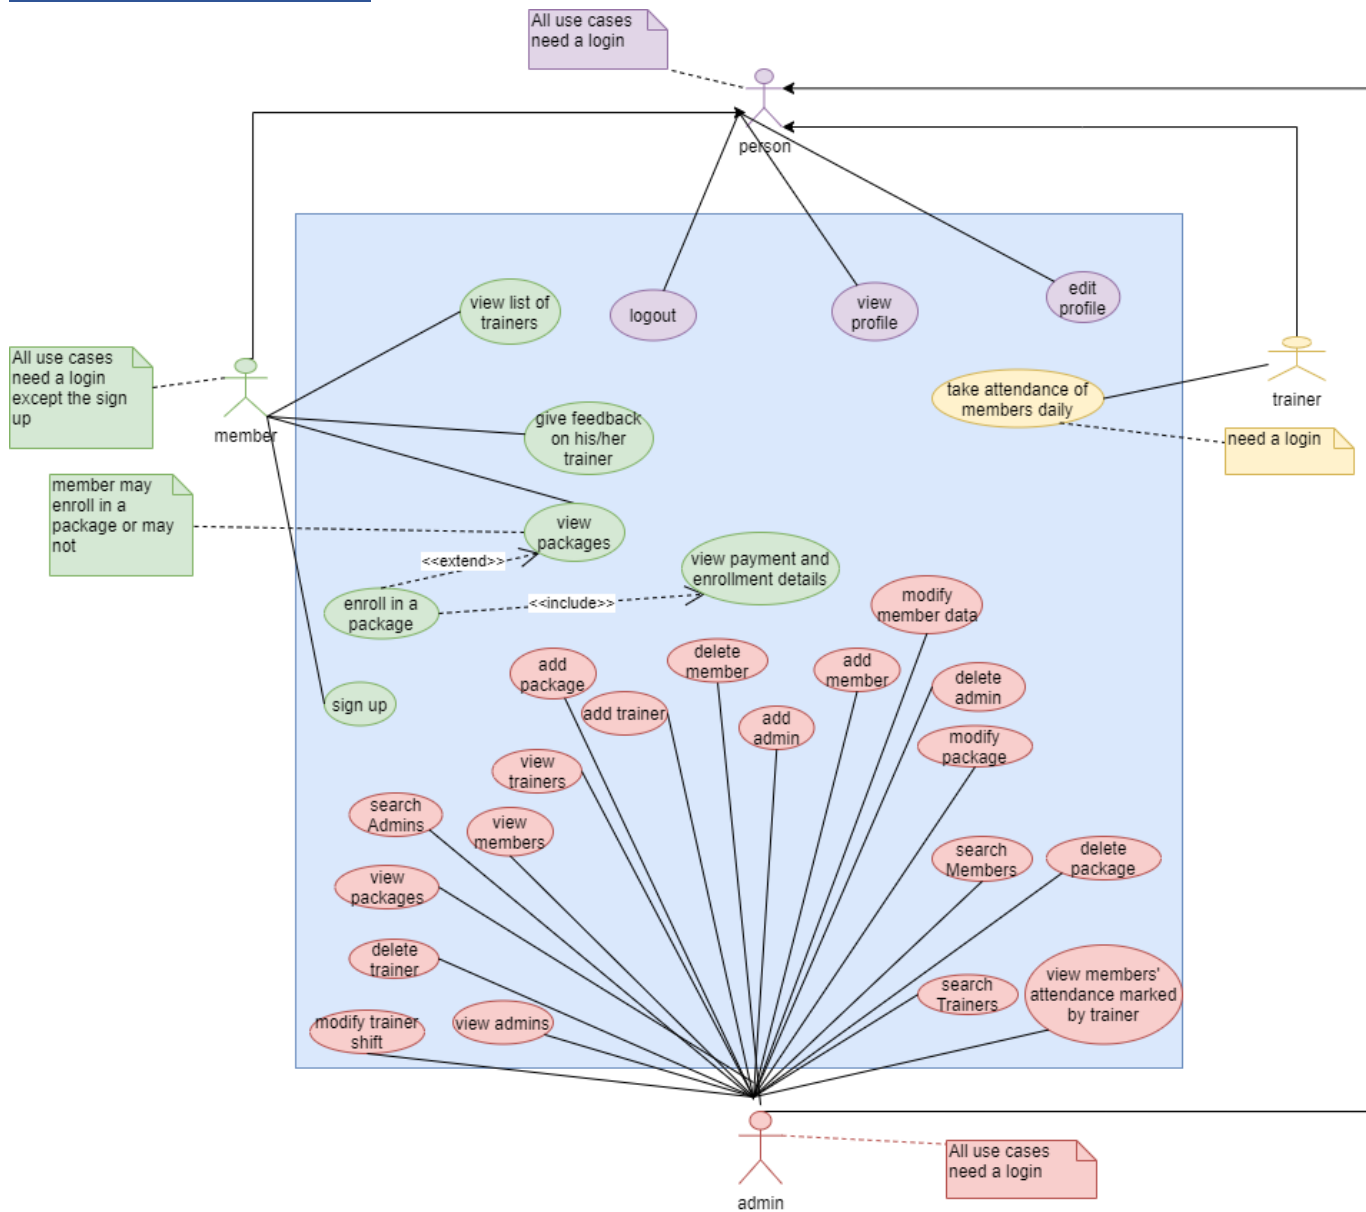 All use cases
need a login
person
view list of
trainers
logout
view
profile
edit
profile
All use cases
need a login
except the sign
up
member
take attendance of
members daily
trainer
need a login
give feedback
on his/her
trainer
member may
enroll in a
package or may
not
view
packages
<<extend>>
view payment and
enrollment details
enroll in a
package
<<include>>
modify
member data
add
package
delete
member
add
member
delete
admin
sign up
add trainer
add
admin
modify
package
view
trainers
search
Admins
view
members
search
Members
delete
package
view
packages
delete
trainer
search
Trainers
view members'
attendance marked
by trainer
modify trainer
shift
view admins
All use cases
need a login
admin